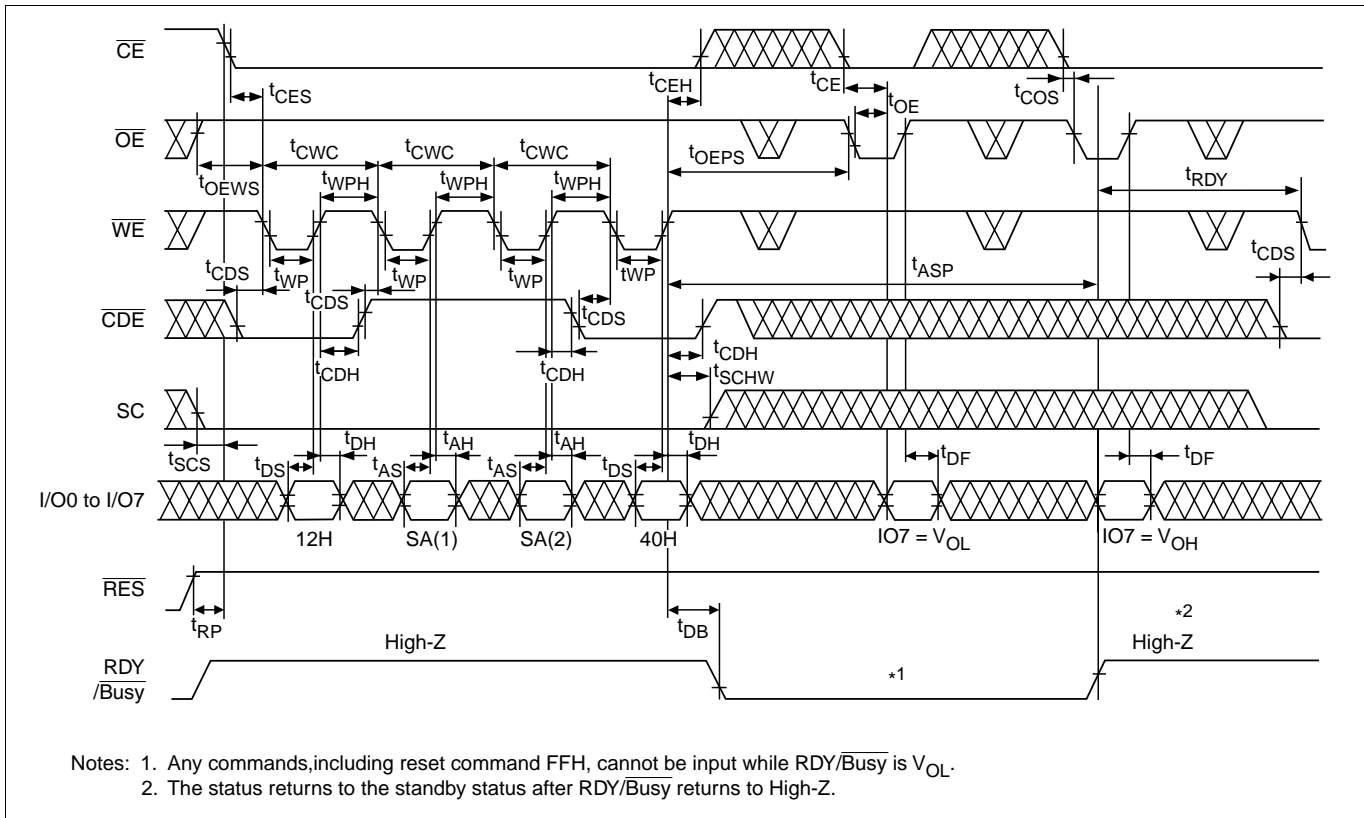 CE
tCES
tCEH
tCE
tOE
tCOS
OE
tOEWS
tCWC
tCWC
tCWC
tOEPS
tRDY
tWPH
tWPH
tWPH
WE
tCDS
tWP
tWP
tWP
tWP
tASP
tCDS
tCDS
tCDS
CDE
tCDH
tCDH
tCDH
tSCHW
SC
tSCS
tDS
tDH
tAS
tAH
tAS
tAH
tDS
tDH
tDF
tDF
I/O0 to I/O7
12H
SA(1)
SA(2)
40H
IO7 = VOL
IO7 = VOH
RES
tRP
tDB
*2
High-Z
High-Z
RDY
/Busy
*1
Notes: 1. Any commands,including reset command FFH, cannot be input while RDY/Busy is VOL.
2. The status returns to the standby status after RDY/Busy returns to High-Z.